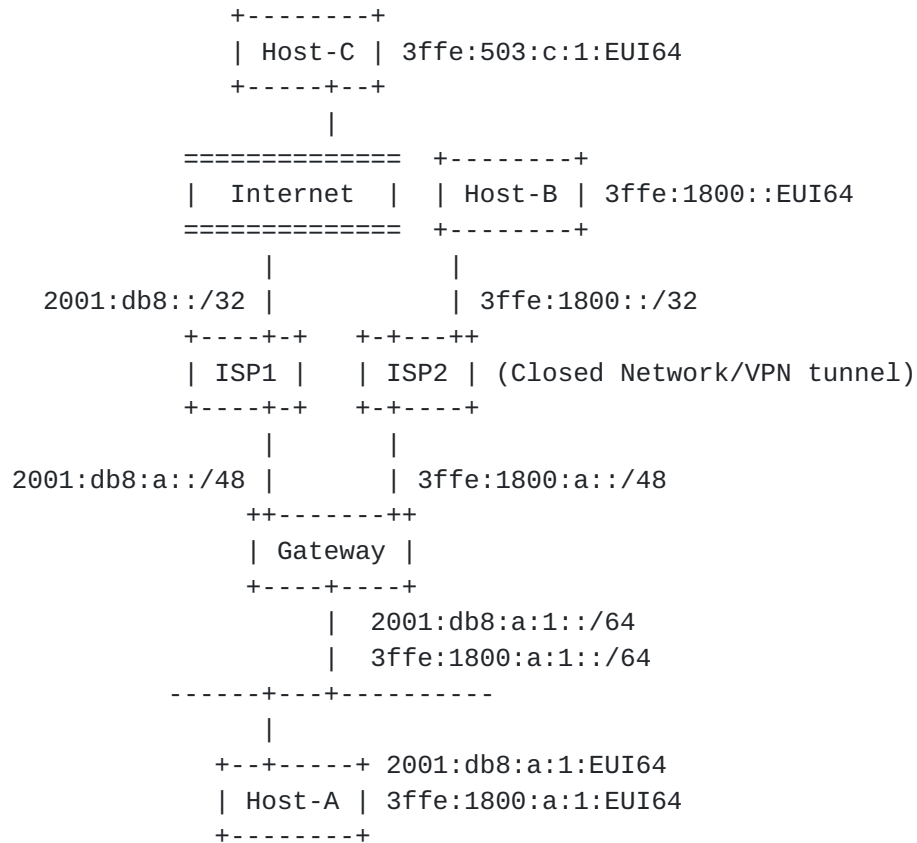 +--------+
| Host-C | 3ffe:503:c:1:EUI64
+-----+--+
|
==============  +--------+
|  Internet  |  | Host-B | 3ffe:1800::EUI64
==============  +--------+
|           |
2001:db8::/32 |           | 3ffe:1800::/32
+----+-+   +-+---++
| ISP1 |   | ISP2 | (Closed Network/VPN tunnel)
+----+-+   +-+----+
|       |
2001:db8:a::/48 |       | 3ffe:1800:a::/48
++-------++
| Gateway |
+----+----+
|  2001:db8:a:1::/64
|  3ffe:1800:a:1::/64
------+---+----------
|
+--+-----+ 2001:db8:a:1:EUI64
| Host-A | 3ffe:1800:a:1:EUI64
+--------+